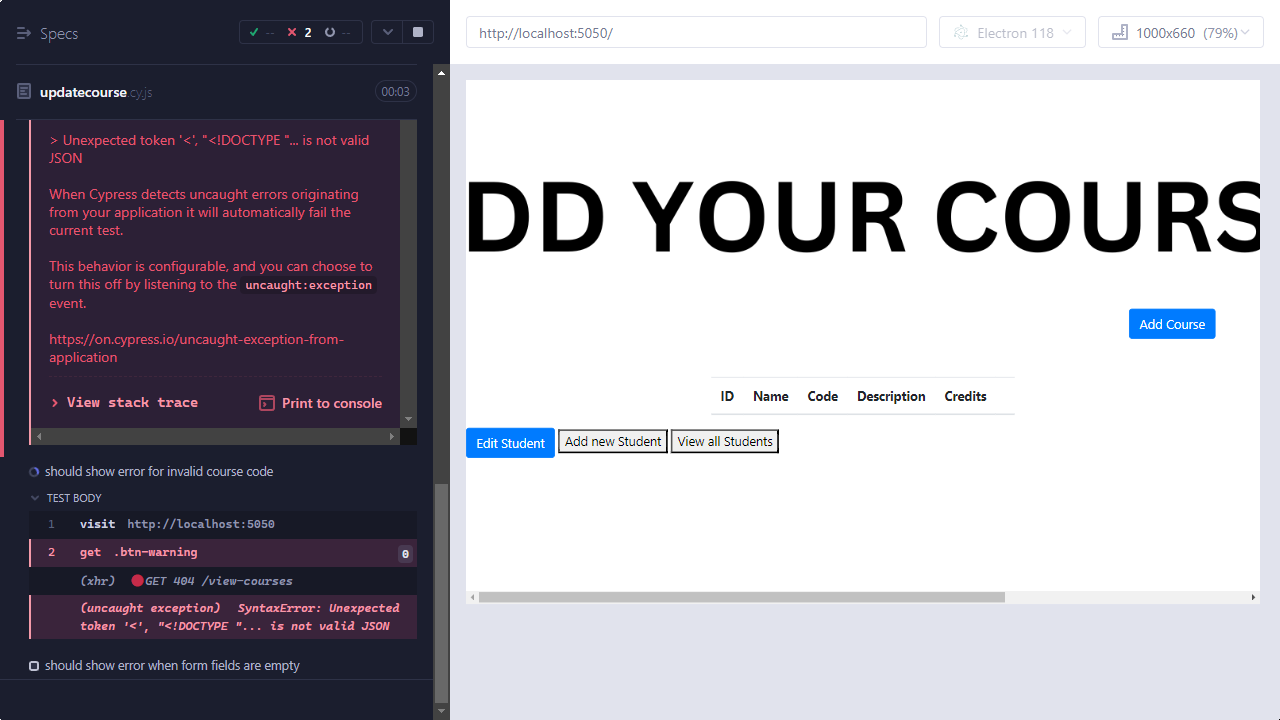 Specs
-- 2 --
updatecourse.cy.js
00:03
> Unexpected token '<', "<!DOCTYPE "... is not valid
JSON
When Cypress detects uncaught errors originating
from your application it will automatically fail the
current test.
This behavior is configurable, and you can choose to
turn this off by listening to the uncaught:exception
event.
https://on.cypress.io/uncaught-exception-from-
application
View stack trace
Print to console
should show error for invalid course code
TEST BODY
1 visit http://localhost:5050
2 get .btn-warning 0
(xhr) GET 404 /view-courses
(uncaught exception) SyntaxError: Unexpected
token '<', "<!DOCTYPE "... is not valid JSON
should show error when form fields are empty
http://localhost:5050/
Electron 118
1000x660 (79%)
DD YOUR COURS
Add Course
ID Name Code Description Credits
Edit Student
Add new Student
View all Students